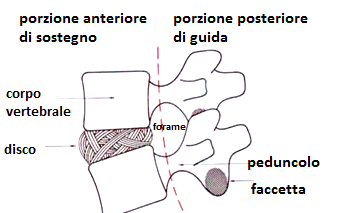 porzione anteriore
di sostegno
porzione posteriore
di guida
corpo
vertebrale
forame
disco
peduncolo
faccetta